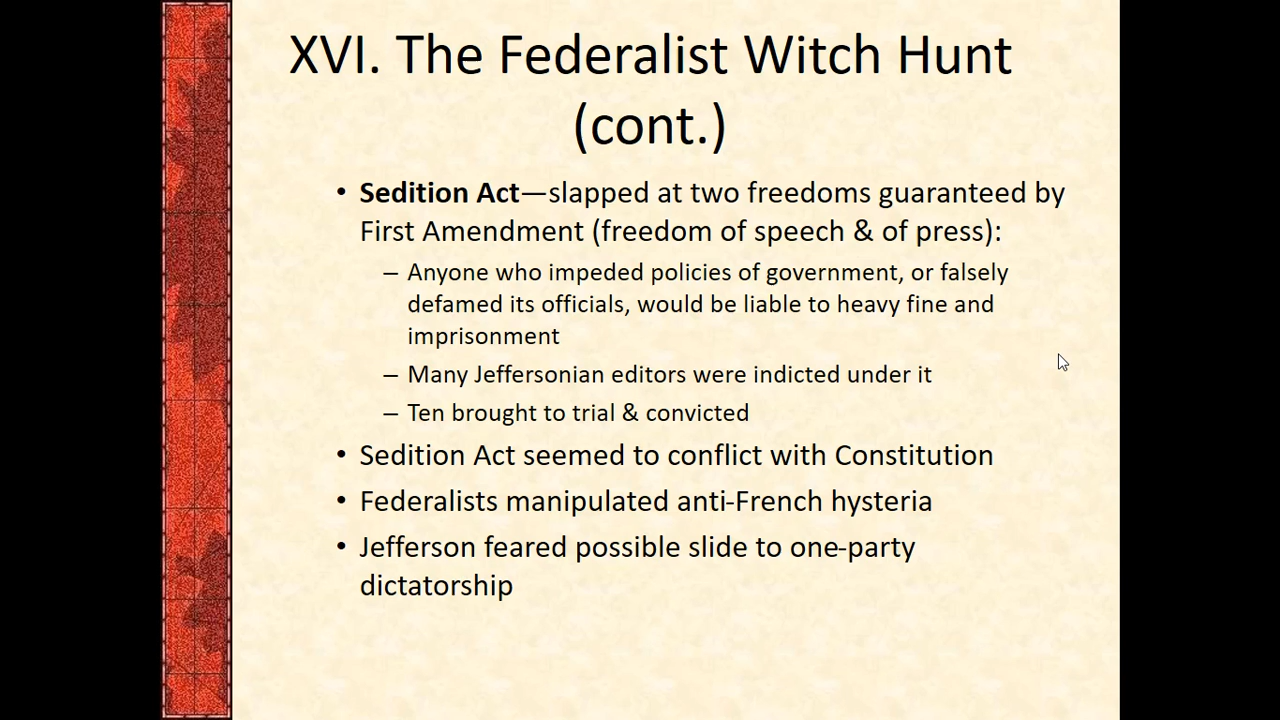 XVI. The Federalist Witch Hunt
(cont.)
• Sedition Act—slapped at two freedoms guaranteed by
First Amendment (freedom of speech & of press):
– Anyone who impeded policies of government, or falsely
defamed its officials, would be liable to heavy fine and
imprisonment
– Many Jeffersonian editors were indicted under it
– Ten brought to trial & convicted
• Sedition Act seemed to conflict with Constitution
• Federalists manipulated anti-French hysteria
• Jefferson feared possible slide to one-party
dictatorship